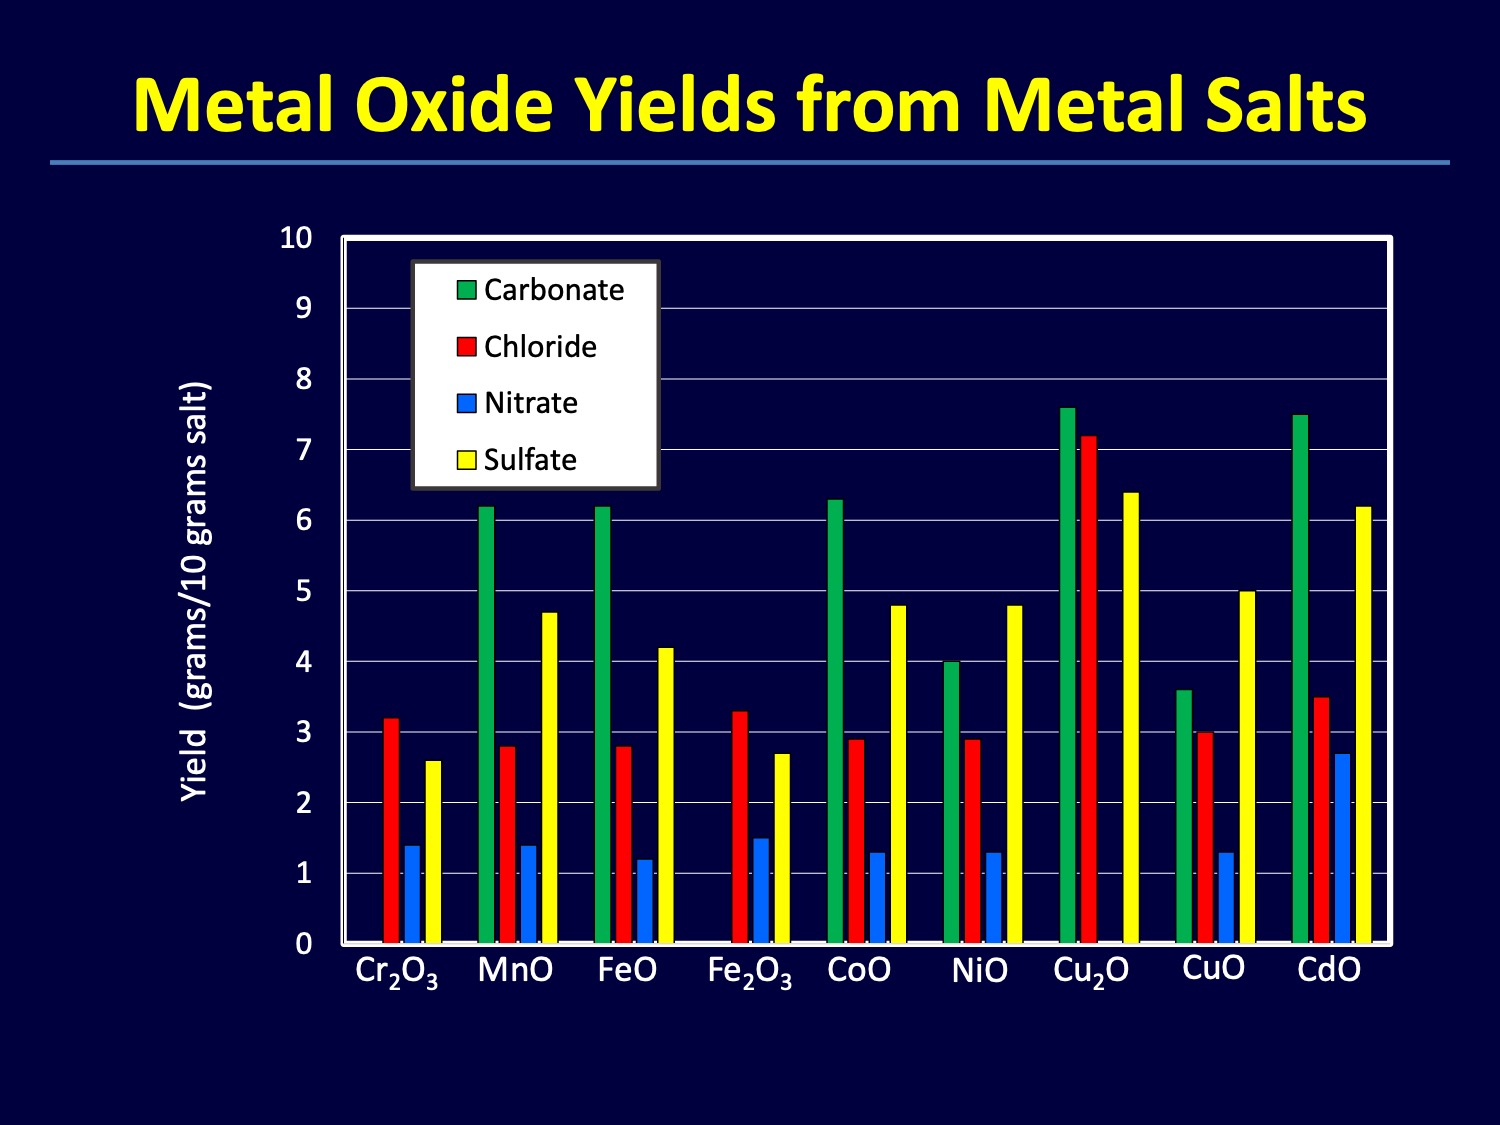 Metal Oxide Yields from Metal Salts
10
9
8
7
6
5
4
3
2
1
0
Yield (grams/10 grams salt)
Carbonate
Chloride
Nitrate
Sulfate
Cr₂O₃ MnO FeO Fe₂O₃ CoO NiO Cu₂O CuO CdO